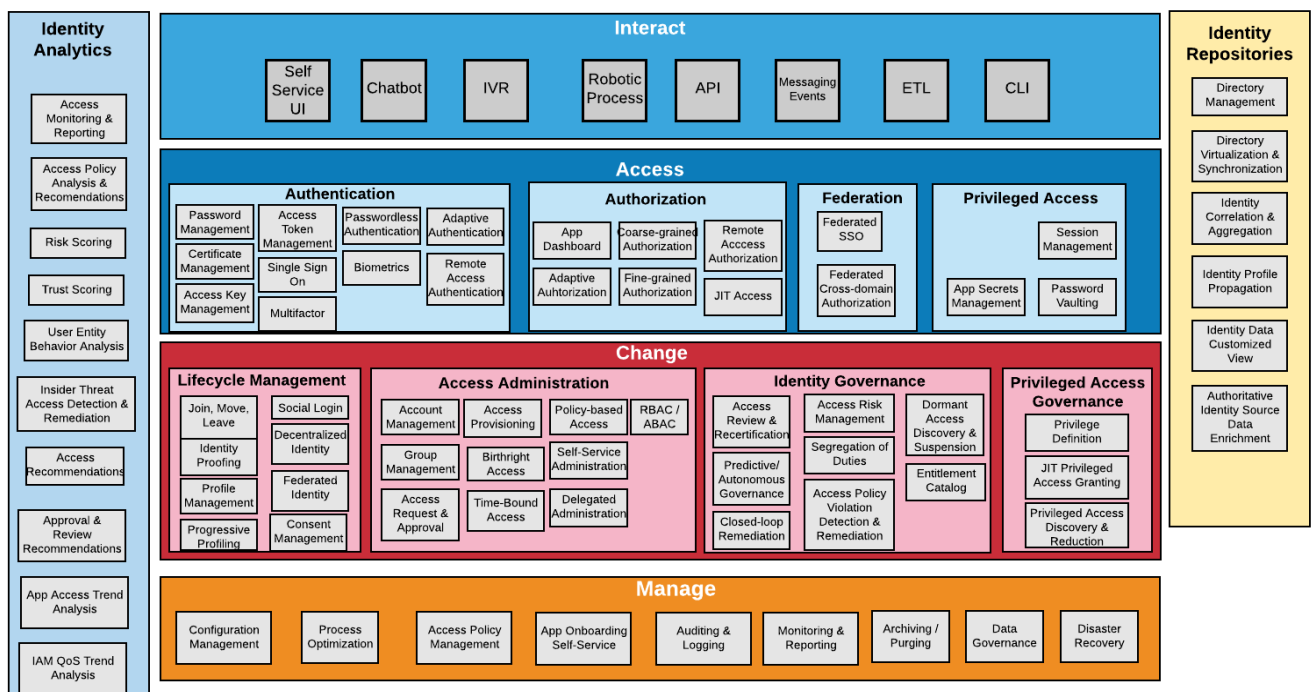 Identity
Analytics
Access
Monitoring &
Reporting
Access Policy
Analysis &
Recomendations
Risk Scoring
Trust Scoring
User Entity
Behavior Analysis
Insider Threat
Access Detection &
Remediation
Access
Recommendations
Approval &
Review
Recommendations
App Access Trend
Analysis
IAM QoS Trend
Analysis
Interact
Self
Service
UI
Chatbot
IVR
Robotic
Process
API
Messaging
Events
ETL
CLI
Access
Authentication
Password
Management
Certificate
Management
Access Key
Management
Access
Token
Management
Single Sign
On
Multifactor
Passwordless
Authentication
Biometrics
Adaptive
Authentication
Remote
Access
Authentication
Authorization
App
Dashboard
Adaptive
Auhtorization
Coarse-grained
Authorization
Fine-grained
Authorization
Remote
Acccess
Authorization
JIT Access
Federation
Federated
SSO
Federated
Cross-domain
Authorization
Privileged Access
Session
Management
App Secrets
Management
Password
Vaulting
Change
Lifecycle Management
Join, Move,
Leave
Identity
Proofing
Profile
Management
Progressive
Profiling
Social Login
Decentralized
Identity
Federated
Identity
Consent
Management
Access Administration
Account
Management
Group
Management
Access
Request &
Approval
Access
Provisioning
Birthright
Access
Time-Bound
Access
Policy-based
Access
Self-Service
Administration
Delegated
Administration
RBAC /
ABAC
Identity Governance
Access
Review &
Recertification
Predictive/
Autonomous
Governance
Closed-loop
Remediation
Access Risk
Management
Segregation of
Duties
Access Policy
Violation
Detection &
Remediation
Dormant
Access
Discovery &
Suspension
Entitlement
Catalog
Privileged Access
Governance
Privilege
Definition
JIT Privileged
Access Granting
Privileged Access
Discovery &
Reduction
Manage
Configuration
Management
Process
Optimization
Access Policy
Management
App Onboarding
Self-Service
Auditing &
Logging
Monitoring &
Reporting
Archiving /
Purging
Data
Governance
Disaster
Recovery
Identity
Repositories
Directory
Management
Directory
Virtualization &
Synchronization
Identity
Correlation &
Aggregation
Identity Profile
Propagation
Identity Data
Customized
View
Authoritative
Identity Source
Data
Enrichment